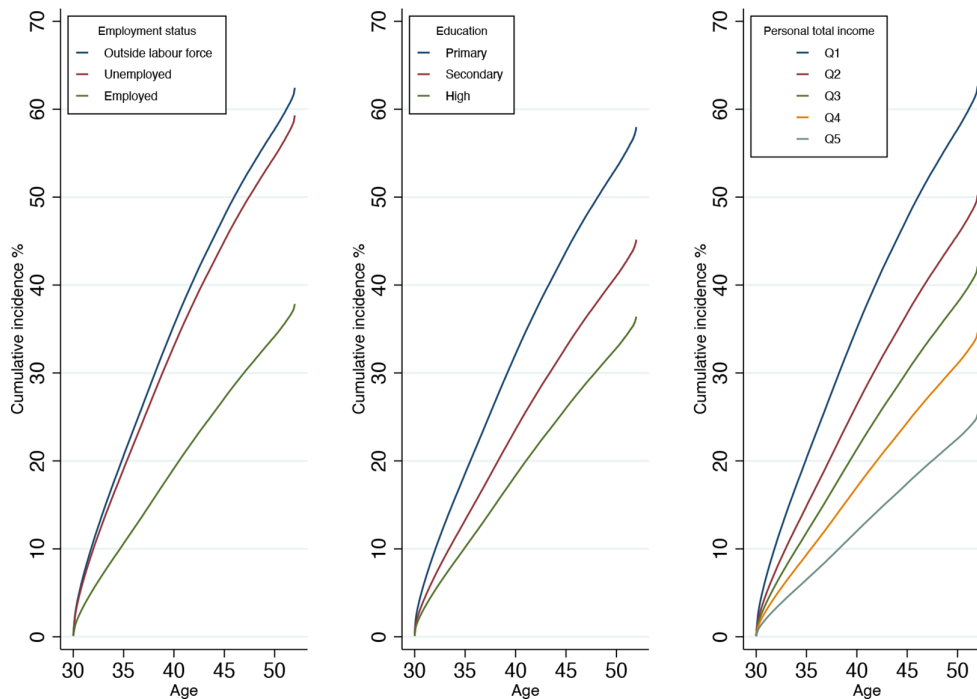 Employment status
Outside labour force
Unemployed
Employed
Cumulative incidence %
70
60
50
40
30
20
10
0
30 35 40 45 50
Age
Education
Primary
Secondary
High
Cumulative incidence %
70
60
50
40
30
20
10
0
30 35 40 45 50
Age
Personal total income
Q1
Q2
Q3
Q4
Q5
Cumulative incidence %
70
60
50
40
30
20
10
0
30 35 40 45 50
Age